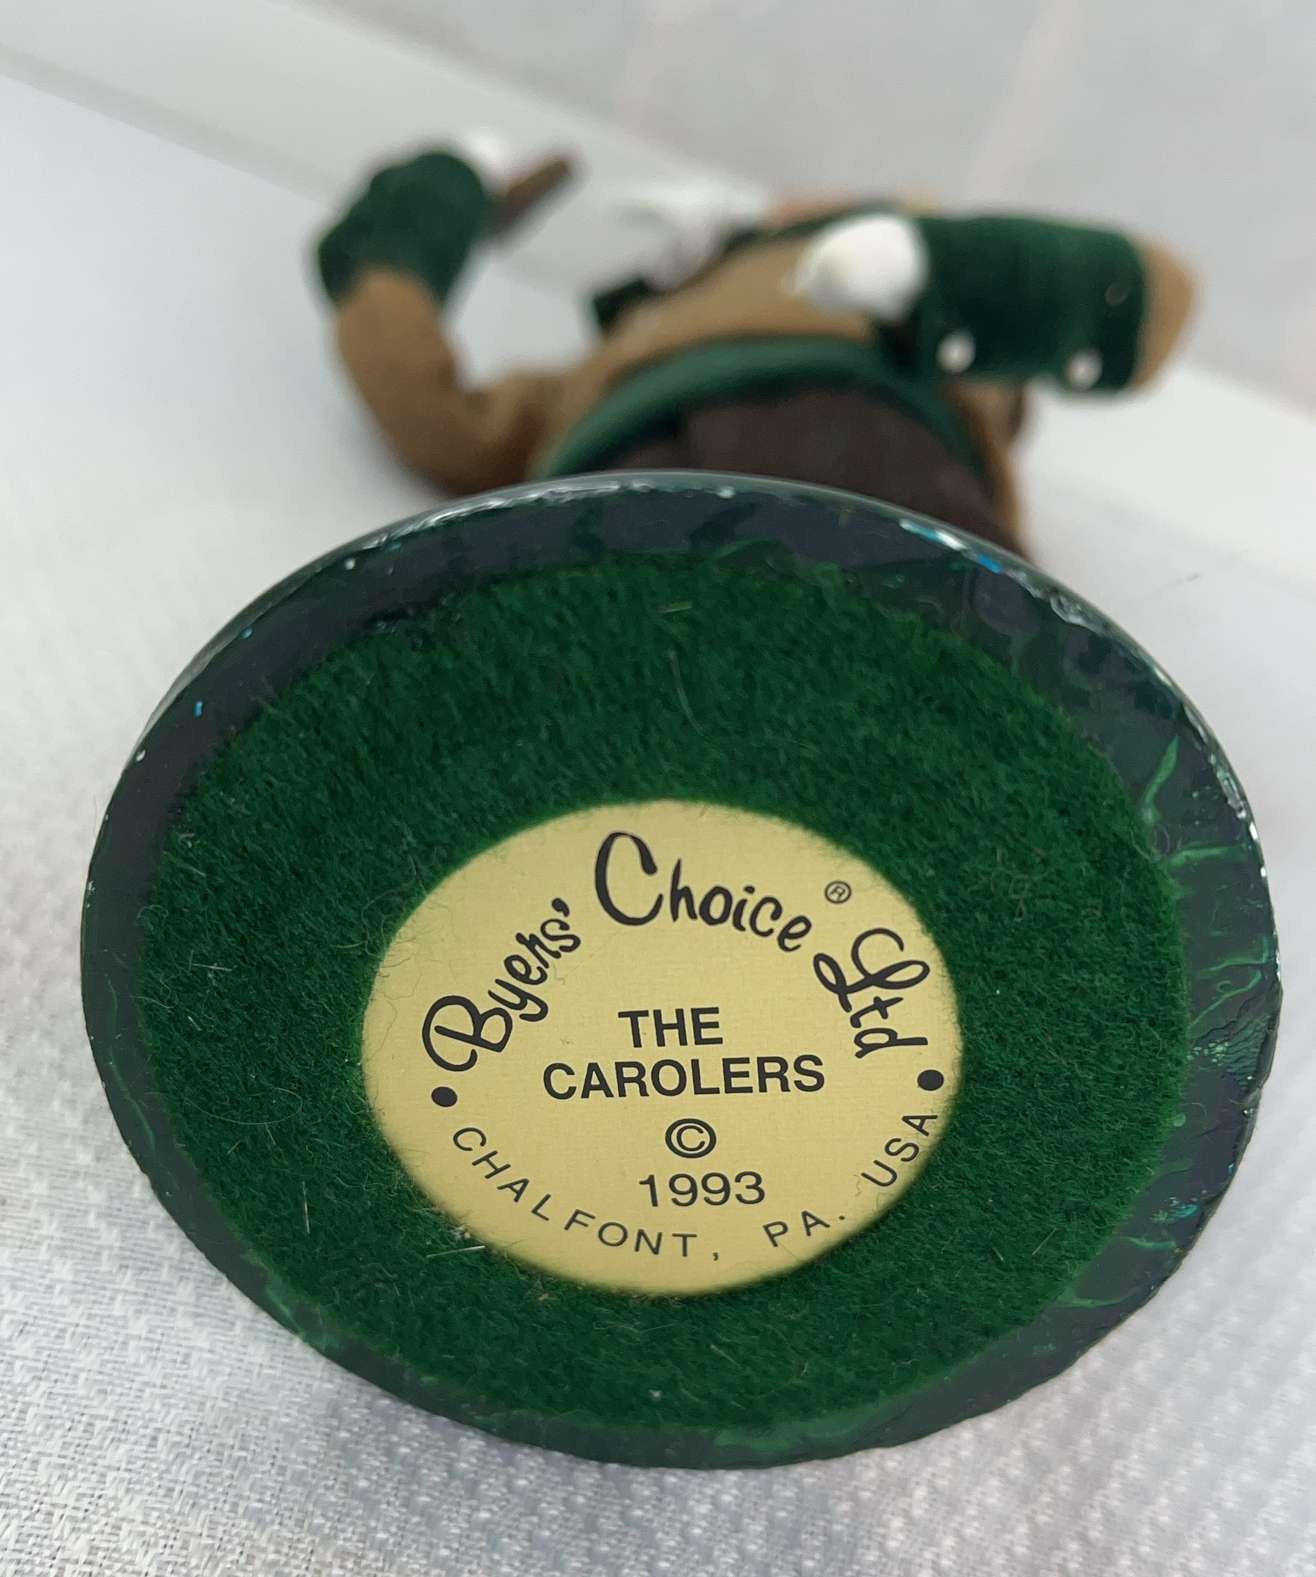 Byers' Choice® Ltd
THE
CAROLERS
©
1993
• CHALFONT, PA. USA •